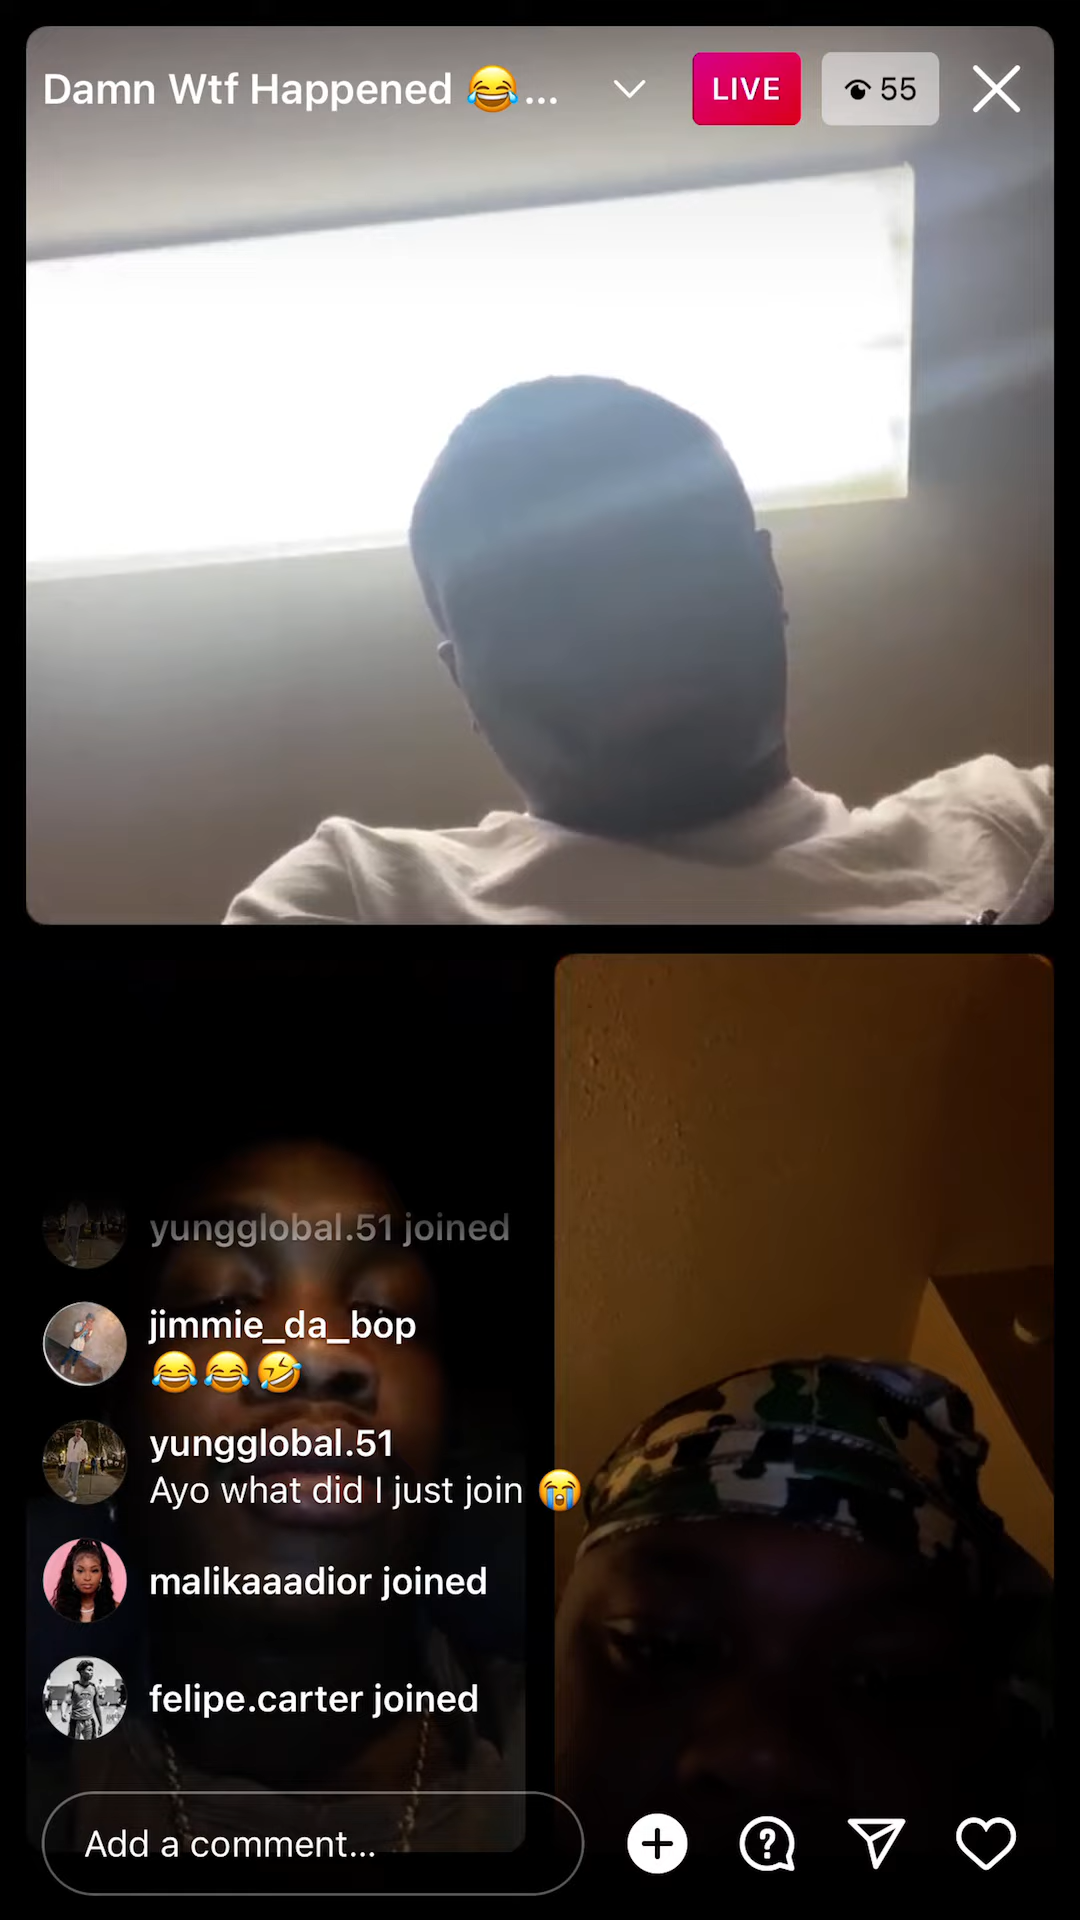 Damn Wtf Happened 😂...
LIVE
55
yungglobal.51 joined
jimmie_da_bop
😂😂🤣
yungglobal.51
Ayo what did I just join 😭
malikaaadior joined
felipe.carter joined
Add a comment...